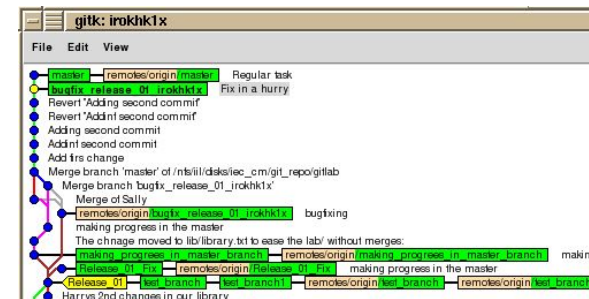 gitk: irokhk1x
File Edit View
master remotes/origin/master Regular task
bugfix_release_01_irokhk1x Fix in a hurry
Revert "Adding second commit"
Revert "Addint second commit"
Adding second commit
Addint second commit
Add firs change
Merge branch 'master' of /nfs/iil/disks/iec_cm/git_repo/gitlab
Merge branch 'bugfix_release_01_irokhk1x'
Merge of Sally
remotes/origin/bugfix_release_01_irokhk1x bugfixing
making progress in the master
The chnage moved to lib/library.txt to ease the lab/ without merges:
making_progress_in_master_branch remotes/origin/making_progress_in_master_branch makin
Release_01_Fix remotes/origin/Release_01_Fix making progress in the master
Release_01 test_branch test_branch1 remotes/origin/test_branch remotes/origin/test_branch
Harrys 2nd changes in our library